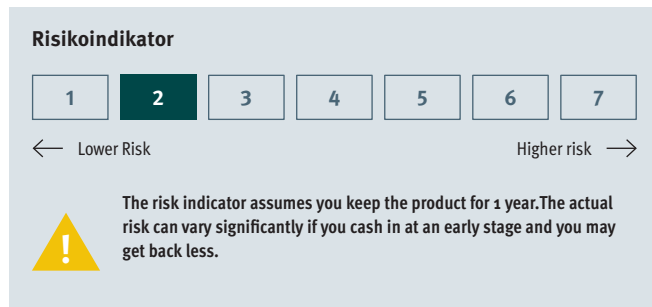 Risikoindikator
1 2 3 4 5 6 7
← Lower Risk Higher risk →
The risk indicator assumes you keep the product for 1 year.The actual
risk can vary significantly if you cash in at an early stage and you may
get back less.